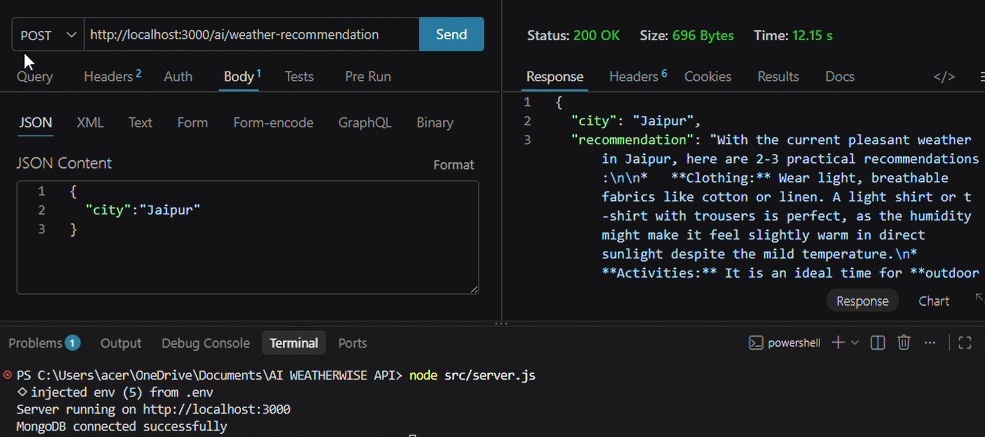 POST
http://localhost:3000/ai/weather-recommendation
Send
Query
Headers 2
Auth
Body 1
Tests
Pre Run
JSON
XML
Text
Form
Form-encode
GraphQL
Binary
JSON Content
Format
1 {
2 "city":"Jaipur"
3 }
Status: 200 OK Size: 696 Bytes Time: 12.15 s
Response
Headers 6
Cookies
Results
Docs
</>
1 {
2 "city": "Jaipur",
3 "recommendation": "With the current pleasant weather
in Jaipur, here are 2-3 practical recommendations
:\n\n* **Clothing:** Wear light, breathable
fabrics like cotton or linen. A light shirt or t
-shirt with trousers is perfect, as the humidity
might make it feel slightly warm in direct
sunlight despite the mild temperature.\n*
**Activities:** It is an ideal time for **outdoor
Response
Chart
Problems 1
Output
Debug Console
Terminal
Ports
powershell
PS C:\Users\acer\OneDrive\Documents\AI WEATHERWISE API> node src/server.js
◇ injected env (5) from .env
Server running on http://localhost:3000
MongoDB connected successfully